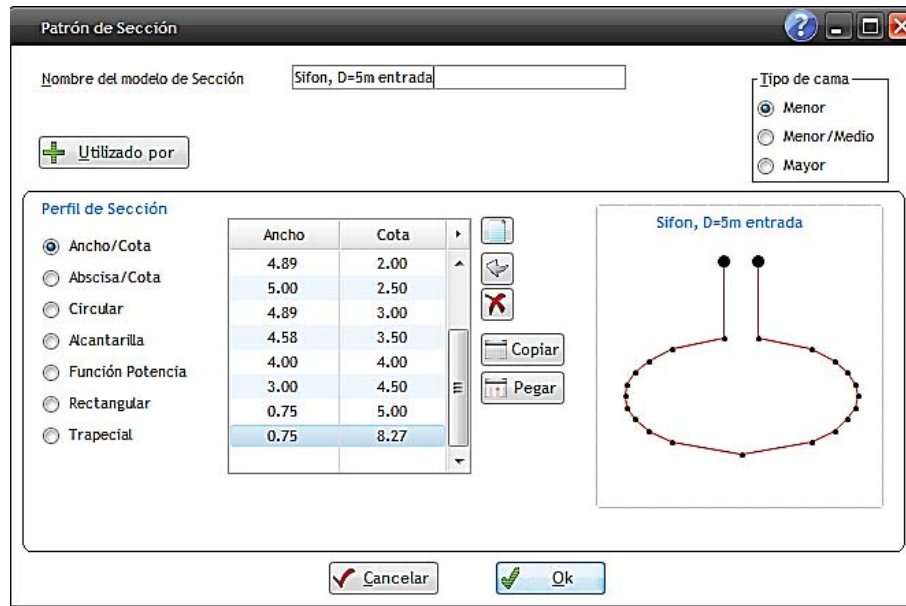 Patrón de Sección
Nombre del modelo de Sección
Sifon, D=5m entrada
Tipo de cama
Menor
Menor/Medio
Mayor
Utilizado por
Perfil de Sección
Ancho/Cota
Abscisa/Cota
Circular
Alcantarilla
Función Potencia
Rectangular
Trapecial
Ancho Cota
4.89 2.00
5.00 2.50
4.89 3.00
4.58 3.50
4.00 4.00
3.00 4.50
0.75 5.00
0.75 8.27
Copiar
Pegar
Sifon, D=5m entrada
Cancelar
Ok